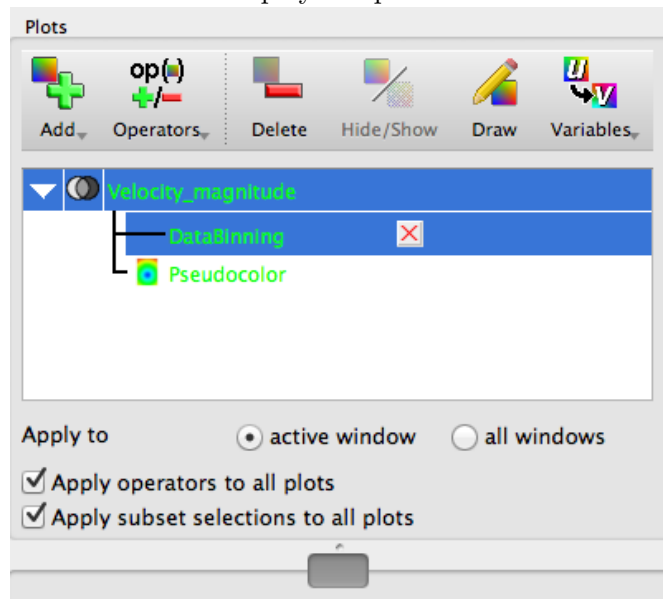 Plots
op() +/-
Add Operators Delete Hide/Show Draw Variables
Velocity_magnitude
DataBinning
Pseudocolor
Apply to active window all windows
Apply operators to all plots
Apply subset selections to all plots